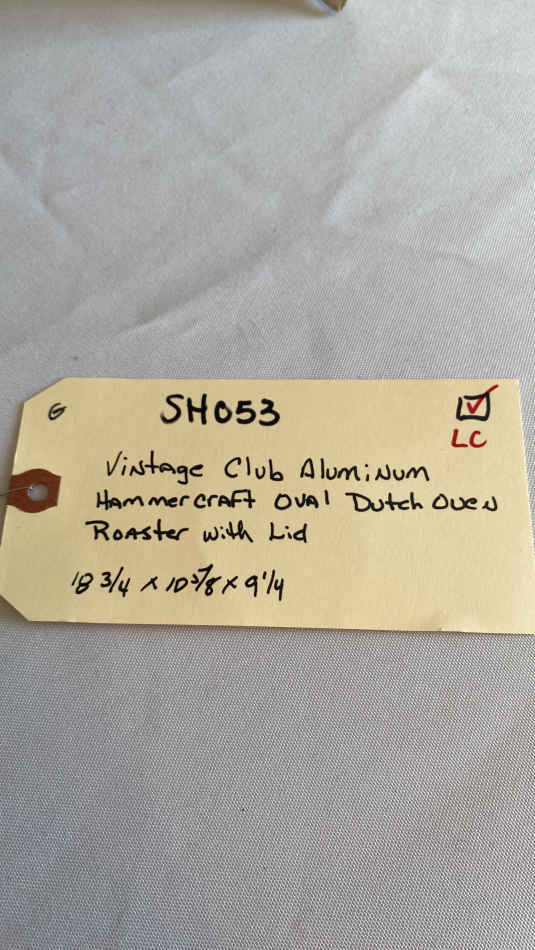 G SH053 ☑
LC
Vintage Club Aluminum
Hammercraft Oval Dutch Oven
Roaster with Lid
18 3/4 x 10 5/8 x 9 1/4